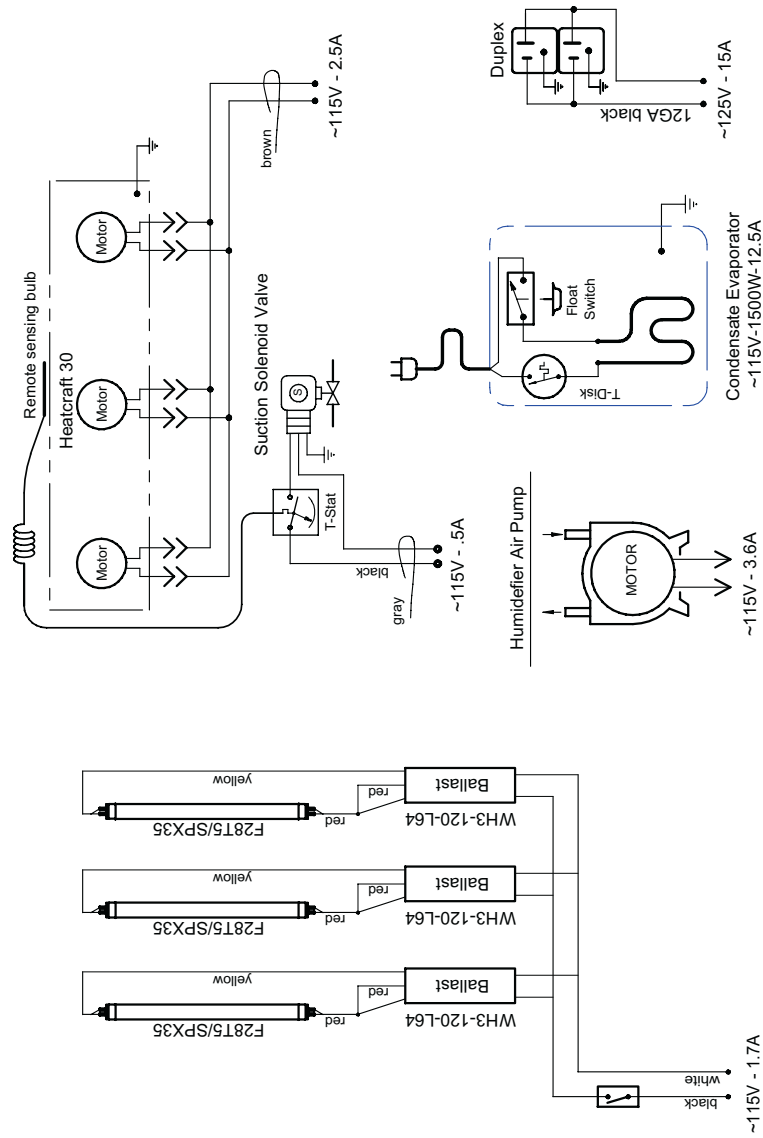 Remote sensing bulb
Heatcraft 30
Motor
Motor
Motor
brown
~115V - 2.5A
Suction Solenoid Valve
S
T-Stat
black
gray
~115V - .5A
Duplex
12GA black
~125V - 15A
Float
Switch
T-Disk
Condensate Evaporator
~115V-1500W-12.5A
Humidefier Air Pump
MOTOR
~115V - 3.6A
yellow
F28T5/SPX35
red
red
Ballast
WH3-120-L64
yellow
F28T5/SPX35
red
red
Ballast
WH3-120-L64
yellow
F28T5/SPX35
red
red
Ballast
WH3-120-L64
white
black
~115V - 1.7A